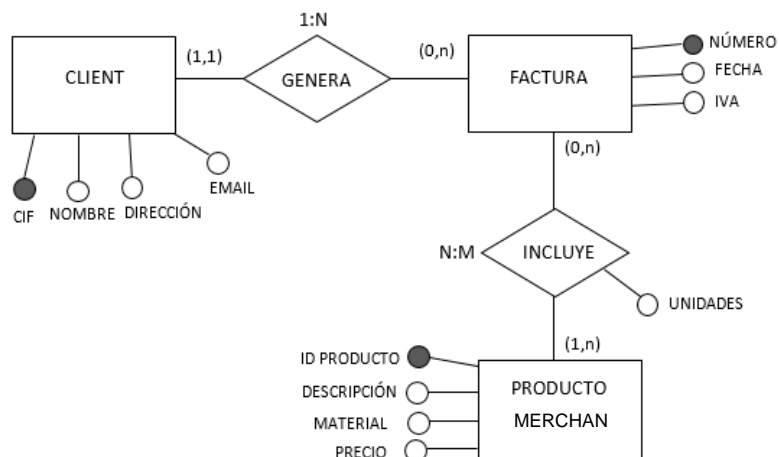 1:N
NÚMERO
(1,1)
(0,n)
CLIENT
GENERA
FACTURA
FECHA
IVA
(0,n)
EMAIL
CIF
NOMBRE
DIRECCIÓN
N:M
INCLUYE
UNIDADES
(1,n)
ID PRODUCTO
DESCRIPCIÓN
PRODUCTO
MERCHAN
MATERIAL
PRECIO